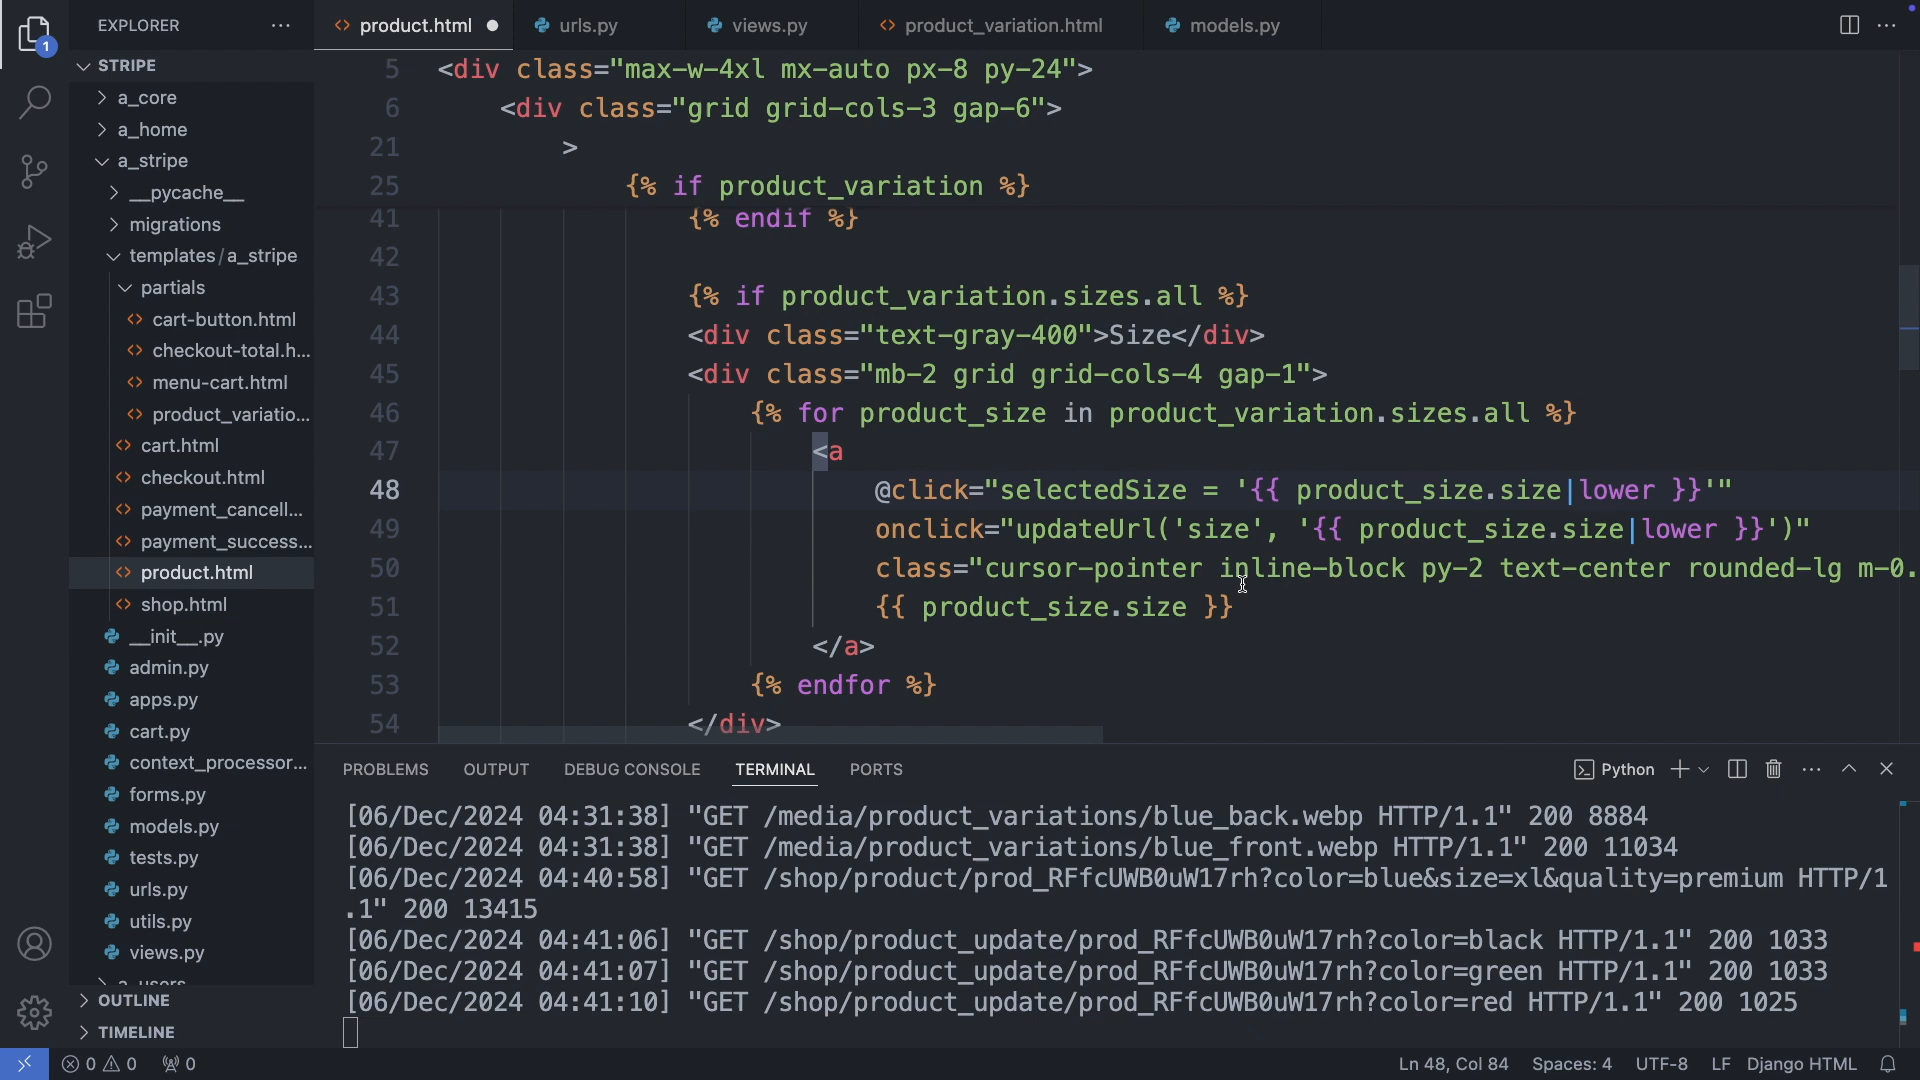 EXPLORER ···
product.html
urls.py
views.py
product_variation.html
models.py
1
STRIPE
a_core
a_home
a_stripe
__pycache__
migrations
templates/a_stripe
partials
cart-button.html
checkout-total.h...
menu-cart.html
product_variatio...
cart.html
checkout.html
payment_cancell...
payment_success...
product.html
shop.html
__init__.py
admin.py
apps.py
cart.py
context_processor...
forms.py
models.py
tests.py
urls.py
utils.py
views.py
a_users
OUTLINE
TIMELINE
5 <div class="max-w-4xl mx-auto px-8 py-24">
6 <div class="grid grid-cols-3 gap-6">
21 >
25 {% if product_variation %}
41 {% endif %}
42
43 {% if product_variation.sizes.all %}
44 <div class="text-gray-400">Size</div>
45 <div class="mb-2 grid grid-cols-4 gap-1">
46 {% for product_size in product_variation.sizes.all %}
47 <a
48 @click="selectedSize = '{{ product_size.size|lower }}'"
49 onclick="updateUrl('size', '{{ product_size.size|lower }}')"
50 class="cursor-pointer inline-block py-2 text-center rounded-lg m-0.
51 {{ product_size.size }}
52 </a>
53 {% endfor %}
54 </div>
PROBLEMS OUTPUT DEBUG CONSOLE TERMINAL PORTS Python
[06/Dec/2024 04:31:38] "GET /media/product_variations/blue_back.webp HTTP/1.1" 200 8884
[06/Dec/2024 04:31:38] "GET /media/product_variations/blue_front.webp HTTP/1.1" 200 11034
[06/Dec/2024 04:40:58] "GET /shop/product/prod_RFfcUWB0uW17rh?color=blue&size=xl&quality=premium HTTP/1
.1" 200 13415
[06/Dec/2024 04:41:06] "GET /shop/product_update/prod_RFfcUWB0uW17rh?color=black HTTP/1.1" 200 1033
[06/Dec/2024 04:41:07] "GET /shop/product_update/prod_RFfcUWB0uW17rh?color=green HTTP/1.1" 200 1033
[06/Dec/2024 04:41:10] "GET /shop/product_update/prod_RFfcUWB0uW17rh?color=red HTTP/1.1" 200 1025
0 0 0 Ln 48, Col 84 Spaces: 4 UTF-8 LF Django HTML